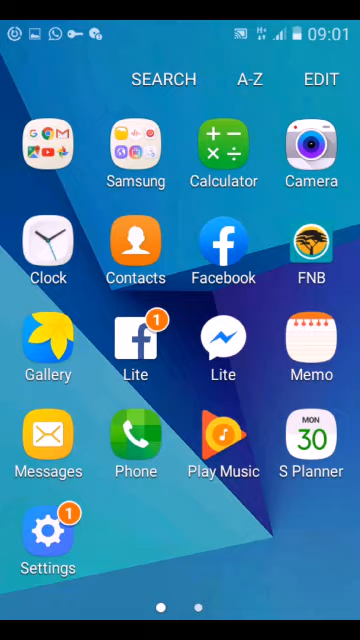 09:01
SEARCH A-Z EDIT
Samsung Calculator Camera
Clock Contacts Facebook FNB
1
Gallery Lite Lite Memo
MON
30
Messages Phone Play Music S Planner
1
Settings